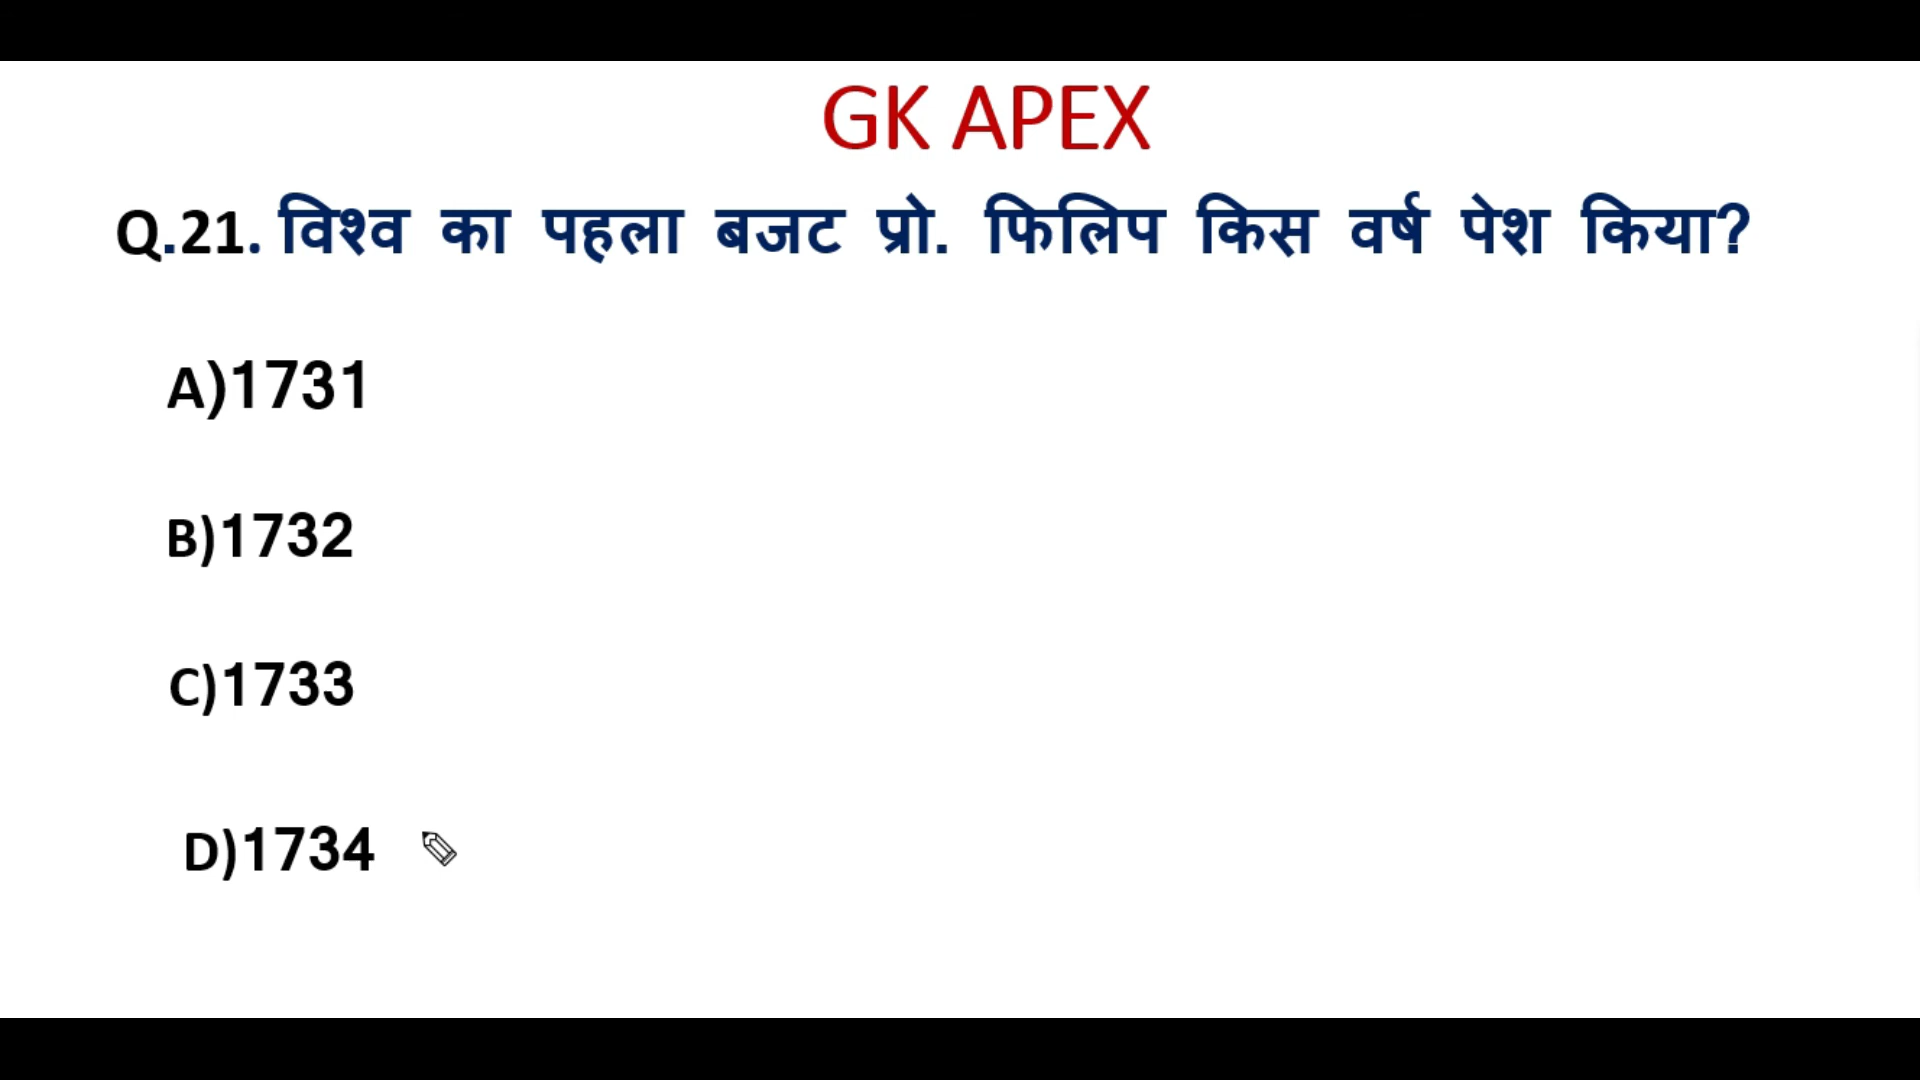 GK APEX
Q.21. विश्व का पहला बजट प्रो. फिलिप किस वर्ष पेश किया?
A)1731
B)1732
C)1733
D)1734